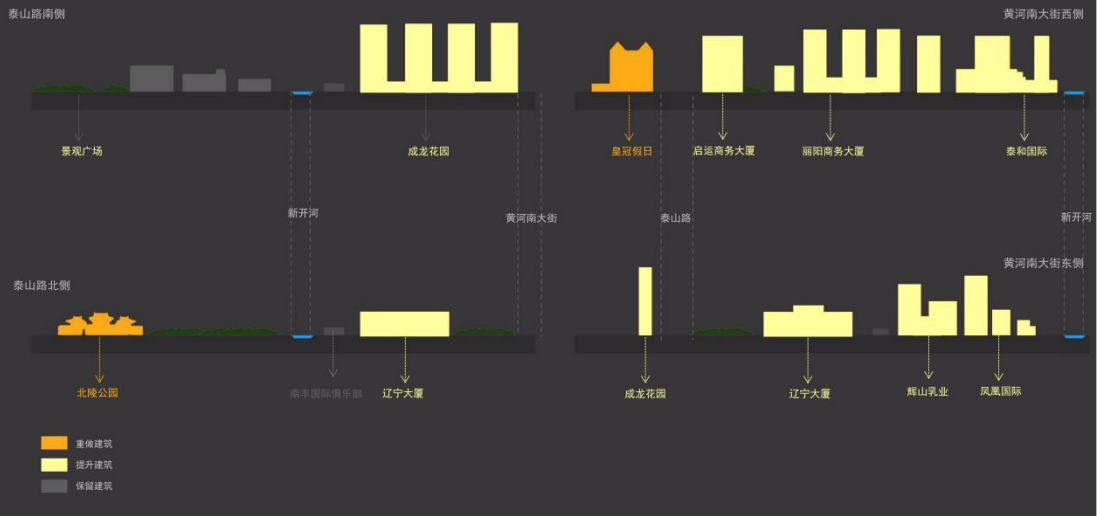 泰山路南侧
黄河南大街西侧
景观广场
成龙花园
皇冠假日
启运商务大厦
丽阳商务大厦
泰和国际
新开河
黄河南大街
泰山路
新开河
泰山路北侧
黄河南大街东侧
北陵公园
南丰国际俱乐部
辽宁大厦
成龙花园
辽宁大厦
辉山乳业
凤凰国际
重做建筑
提升建筑
保留建筑